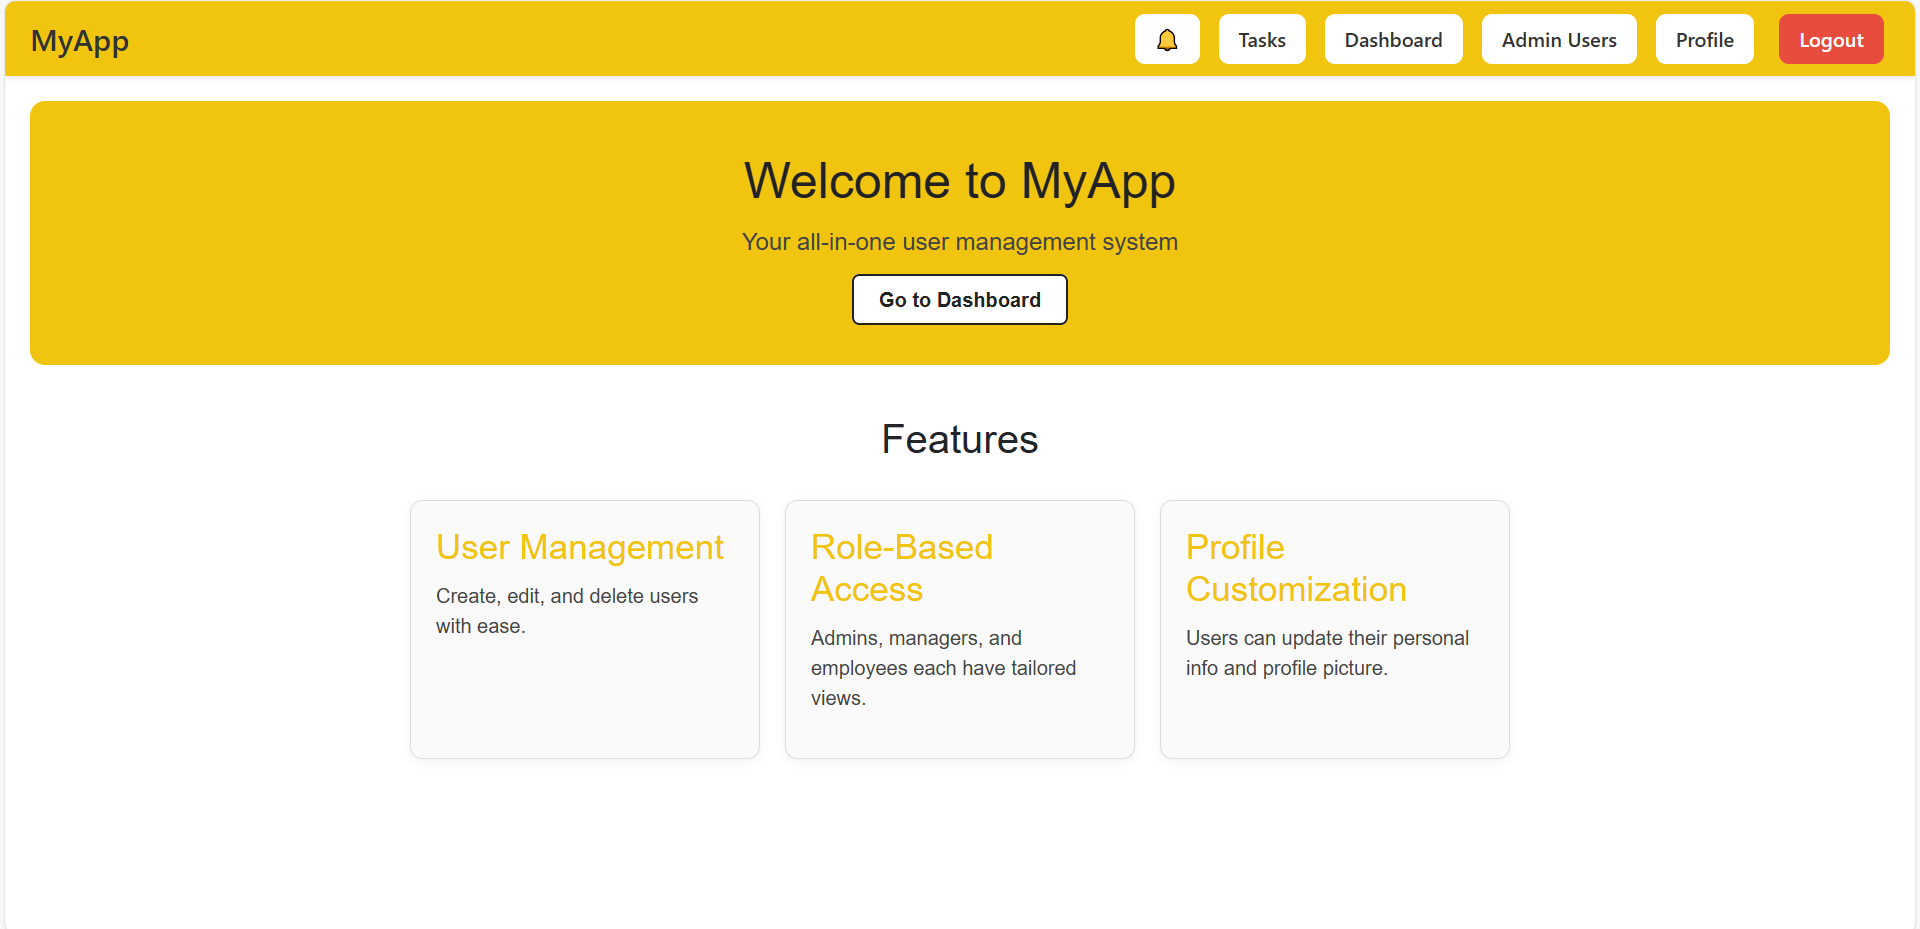 MyApp
Tasks
Dashboard
Admin Users
Profile
Logout
Welcome to MyApp
Your all-in-one user management system
Go to Dashboard
Features
User Management
Create, edit, and delete users
with ease.
Role-Based
Access
Admins, managers, and
employees each have tailored
views.
Profile
Customization
Users can update their personal
info and profile picture.